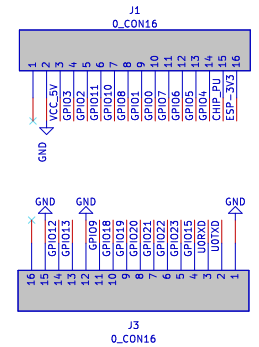 J1
0_CON16
1 2 3 4 5 6 7 8 9 10 11 12 13 14 15 16
VCC_5V
GPIO3
GPIO2
GPIO11
GPIO10
GPIO8
GPIO1
GPIO0
GPIO7
GPIO6
GPIO5
GPIO4
CHIP_PU
ESP-3V3
GND
GND GND GND
GPIO12
GPIO13
GPIO9
GPIO18
GPIO19
GPIO20
GPIO21
GPIO22
GPIO23
GPIO15
U0RXD
U0TXD
16 15 14 13 12 11 10 9 8 7 6 5 4 3 2 1
J3
0_CON16